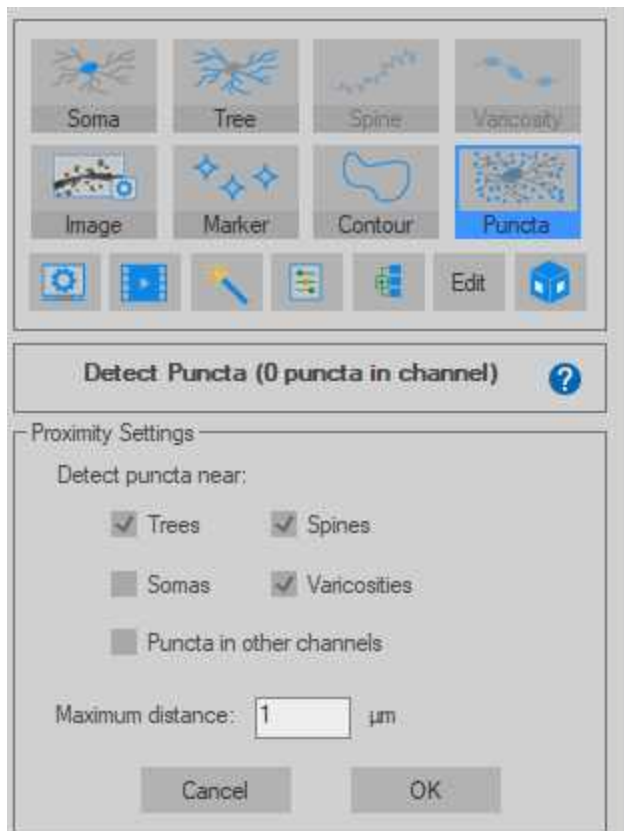 Soma Tree Spine Varicosity
Image Marker Contour Puncta
Edit
Detect Puncta (0 puncta in channel) ?
Proximity Settings
Detect puncta near:
Trees Spines
Somas Varicosities
Puncta in other channels
Maximum distance: 1 µm
Cancel OK